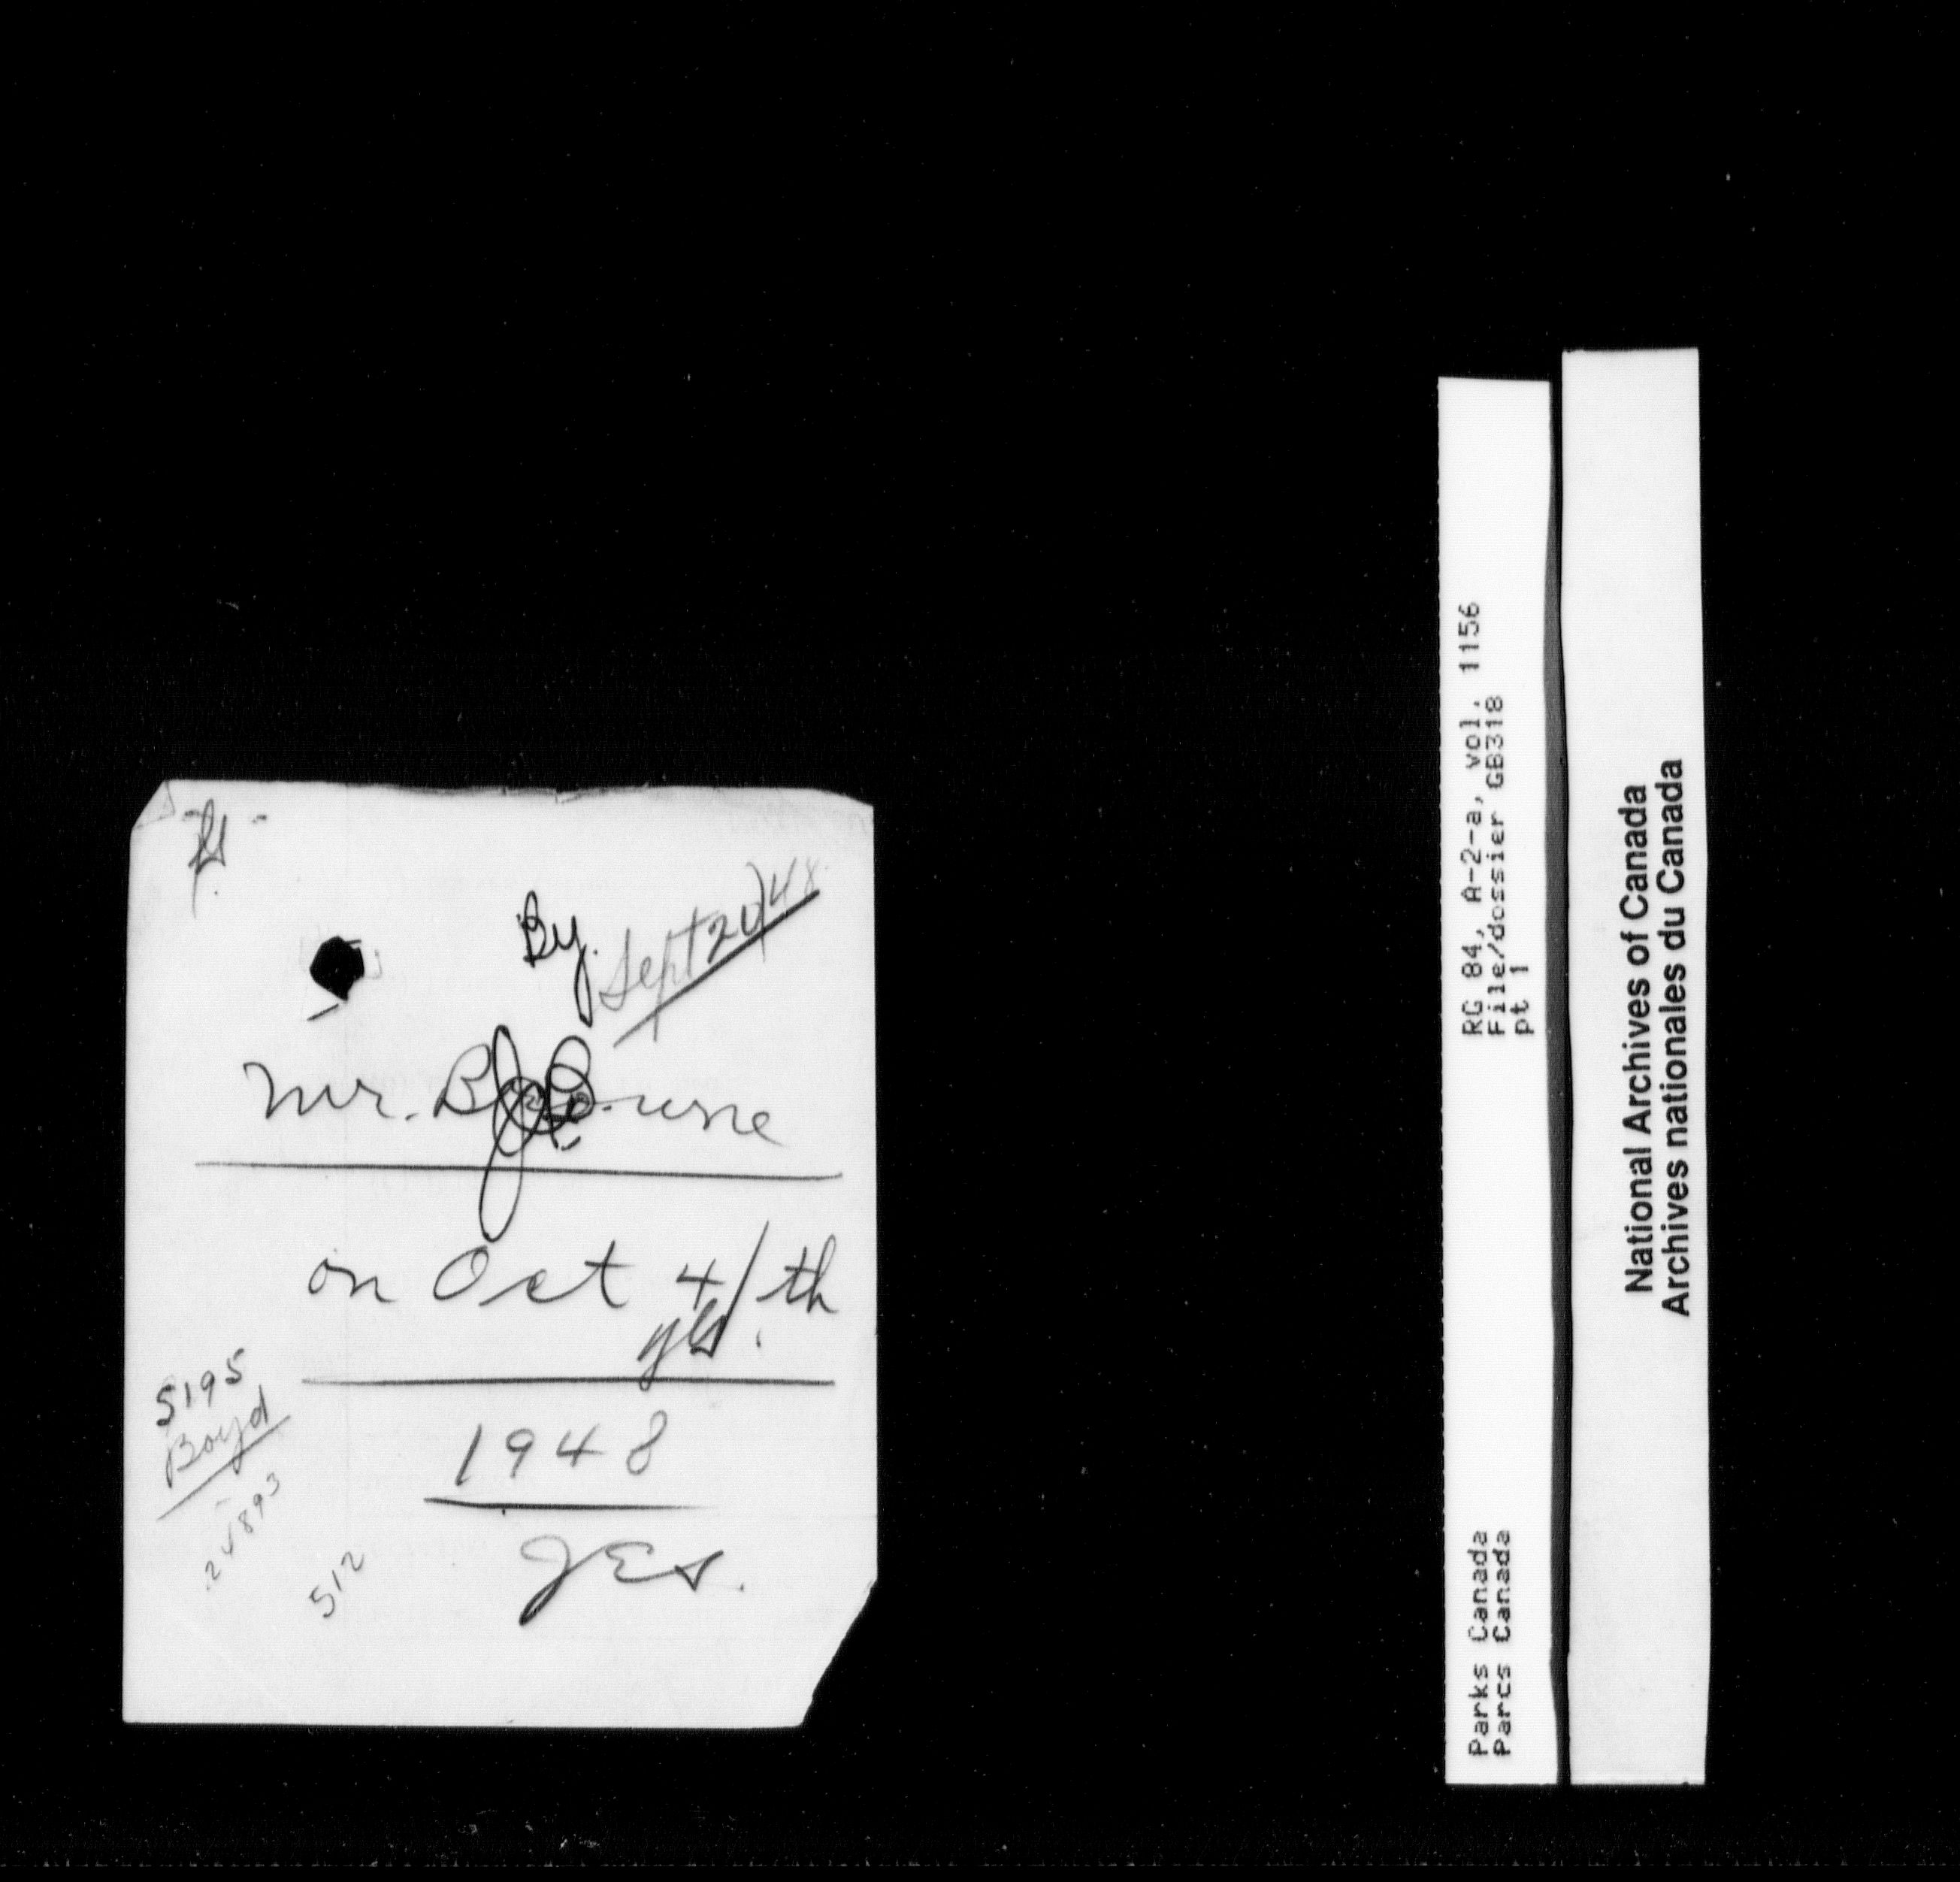 By.
Sept 20/48
Mr.
on Oct 4/th
1948
JES.
5195
Boyd
24893
512
RG 84, A-2-a, vol. 1156
File/dossier GB318
pt 1
Parks Canada
Parcs Canada
National Archives of Canada
Archives nationales du Canada